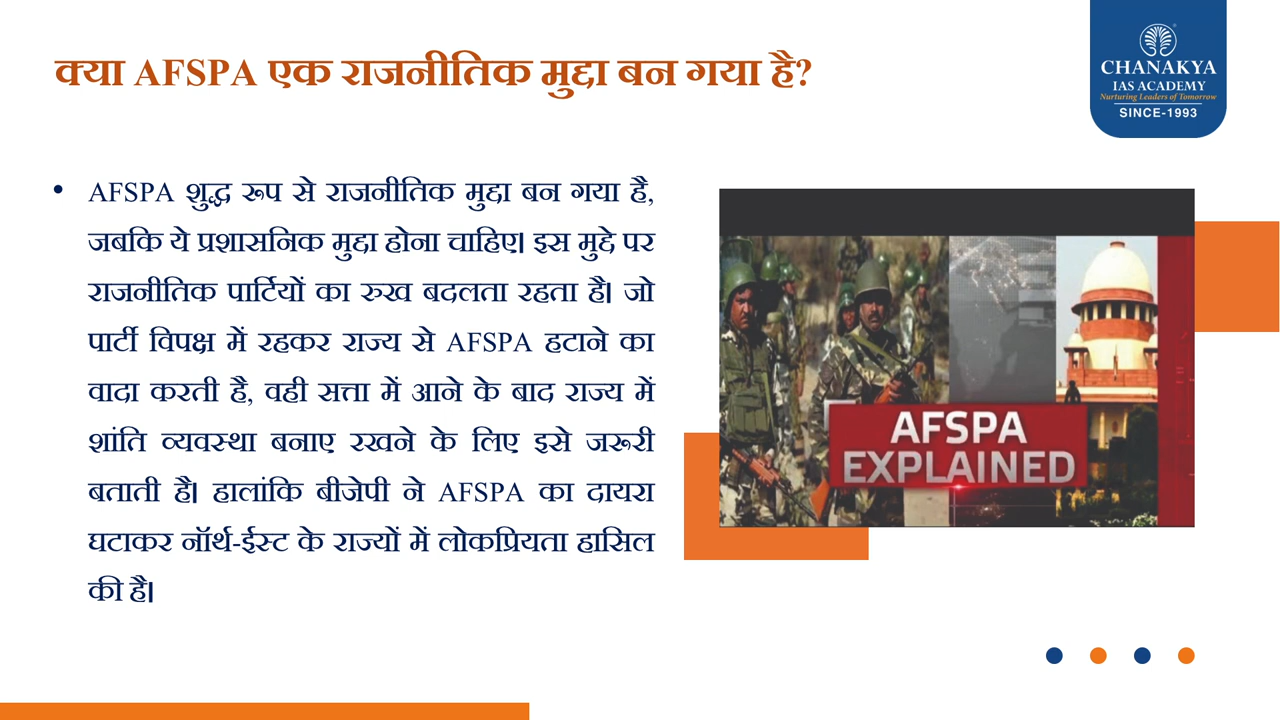 क्या AFSPA एक राजनीतिक मुद्दा बन गया है?
CHANAKYA
IAS ACADEMY
Nurturing Leaders of Tomorrow
SINCE-1993
• AFSPA शुद्ध रूप से राजनीतिक मुद्दा बन गया है,
जबकि ये प्रशासनिक मुद्दा होना चाहिए। इस मुद्दे पर
राजनीतिक पार्टियों का रुख बदलता रहता है। जो
पार्टी विपक्ष में रहकर राज्य से AFSPA हटाने का
वादा करती है, वही सत्ता में आने के बाद राज्य में
शांति व्यवस्था बनाए रखने के लिए इसे जरूरी
बताती है। हालांकि बीजेपी ने AFSPA का दायरा
घटाकर नॉर्थ-ईस्ट के राज्यों में लोकप्रियता हासिल
की है।
AFSPA
EXPLAINED